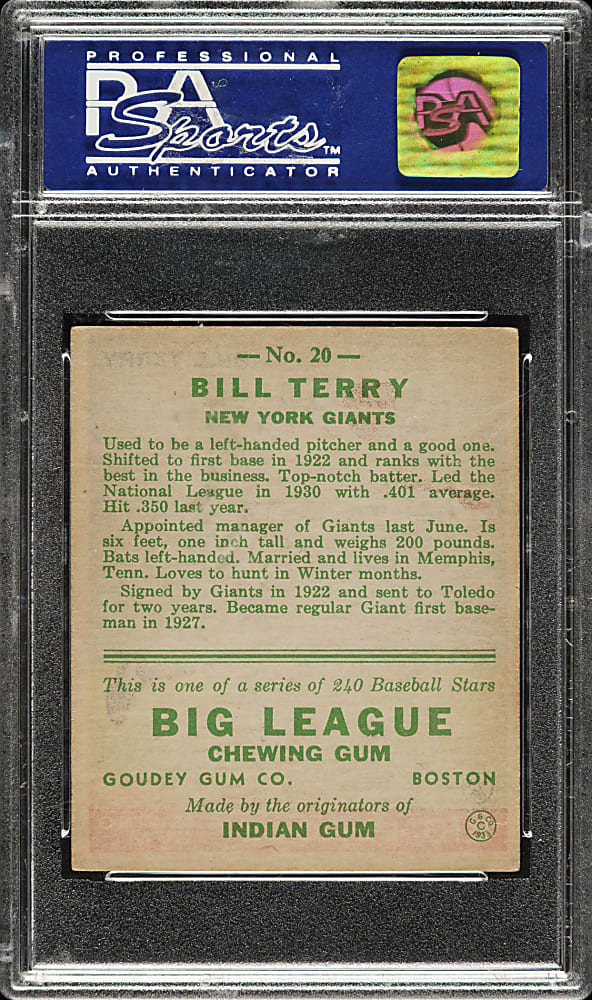 PROFESSIONAL
PSA
Sports™
AUTHENTICATOR
PSA
— No. 20 —
BILL TERRY
NEW YORK GIANTS
Used to be a left-handed pitcher and a good one.
Shifted to first base in 1922 and ranks with the
best in the business. Top-notch batter. Led the
National League in 1930 with .401 average.
Hit .350 last year.
Appointed manager of Giants last June. Is
six feet, one inch tall and weighs 200 pounds.
Bats left-handed. Married and lives in Memphis,
Tenn. Loves to hunt in Winter months.
Signed by Giants in 1922 and sent to Toledo
for two years. Became regular Giant first base-
man in 1927.
This is one of a series of 240 Baseball Stars
BIG LEAGUE
CHEWING GUM
GOUDEY GUM CO. BOSTON
Made by the originators of
INDIAN GUM
G. G. CO.
C
1933